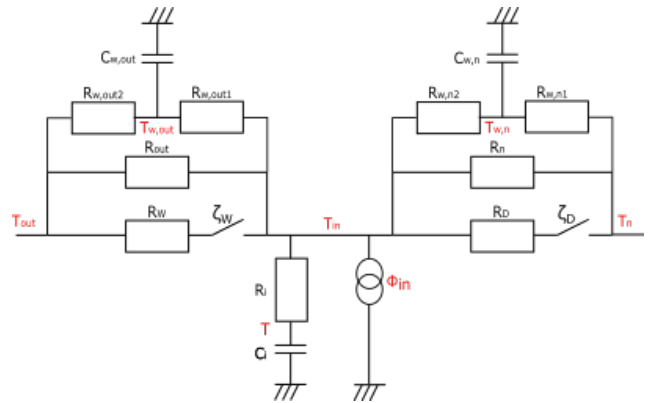 Cw,out
Cw,n
Rw,out2
Rw,out1
Rw,n2
Rw,n1
Tw,out
Tw,n
Rout
Rn
Tout
RW
ζW
Tin
RD
ζD
Tn
Ri
Φin
T
Ci